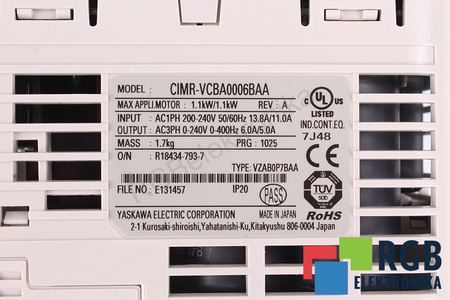 MODEL : CIMR-VCBA0006BAA
MAX APPLI.MOTOR : 1.1kW/1.1kW REV : A
INPUT : AC1PH 200-240V 50/60Hz 13.8A/11.0A
OUTPUT : AC3PH 0-240V 0-400Hz 6.0A/5.0A
MASS : 1.7kg PRG : 1025
O/N : R18434-793-7
TYPE: VZAB0P7BAA
FILE NO : E131457 IP20
PASS
YASKAWA ELECTRIC CORPORATION MADE IN JAPAN
2-1 Kurosaki-shiroishi,Yahatanishi-Ku,Kitakyushu 806-0004 Japan
C UL US
LISTED
IND.CONT.EQ.
7J48
TUV
RoHS
RGB
ELEKTRONIKA